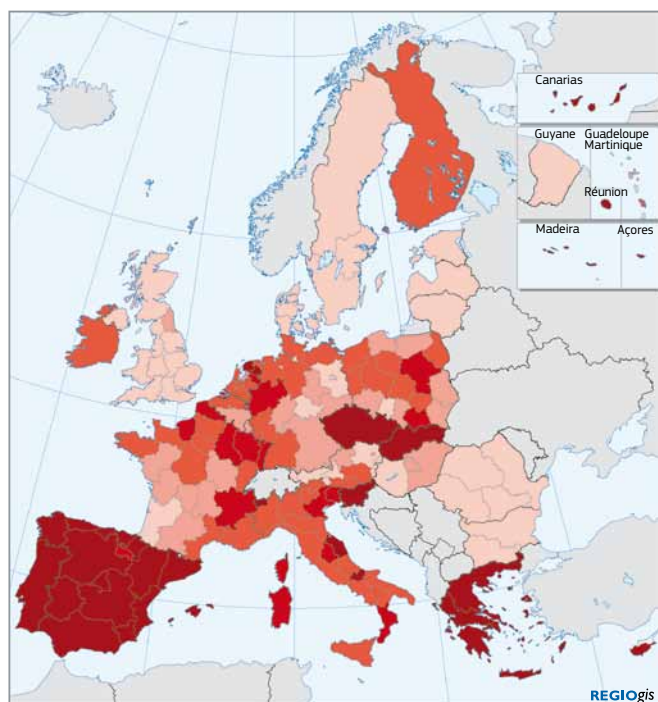 Canarias
Guyane
Guadeloupe
Martinique
Réunion
Madeira
Açores
REGIOgis